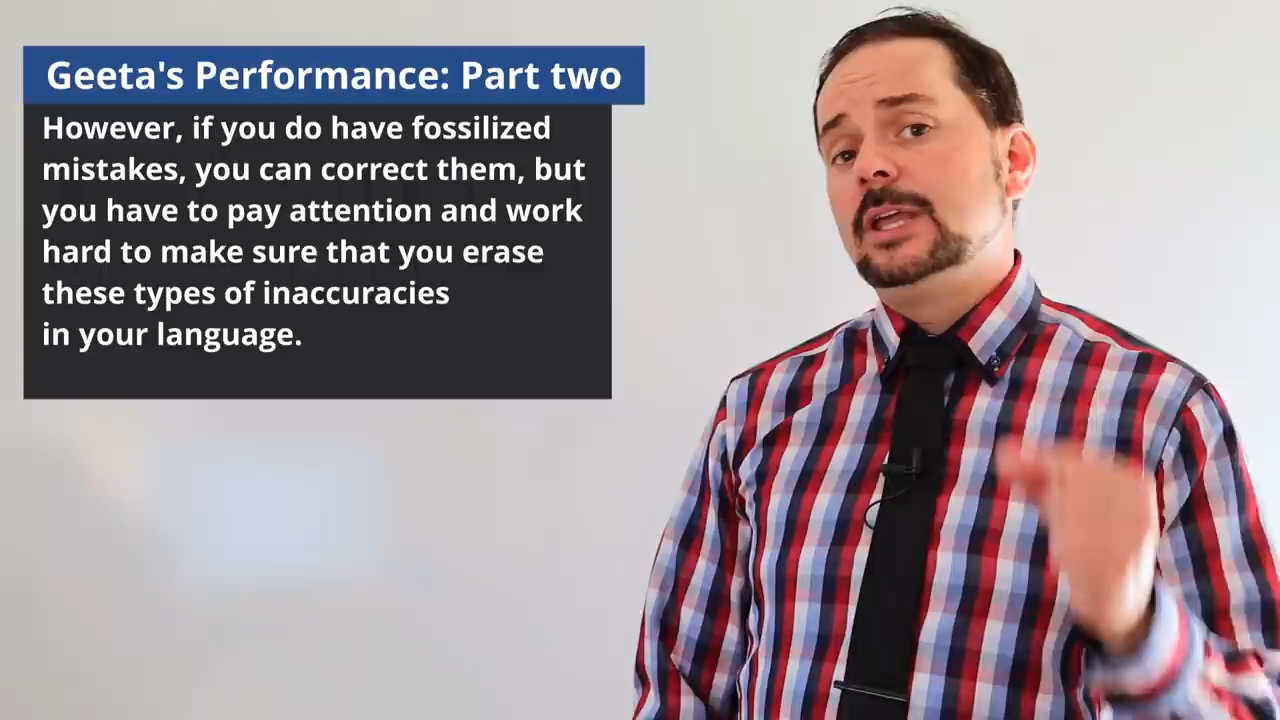 Geeta's Performance: Part two
However, if you do have fossilized
mistakes, you can correct them, but
you have to pay attention and work
hard to make sure that you erase
these types of inaccuracies
in your language.